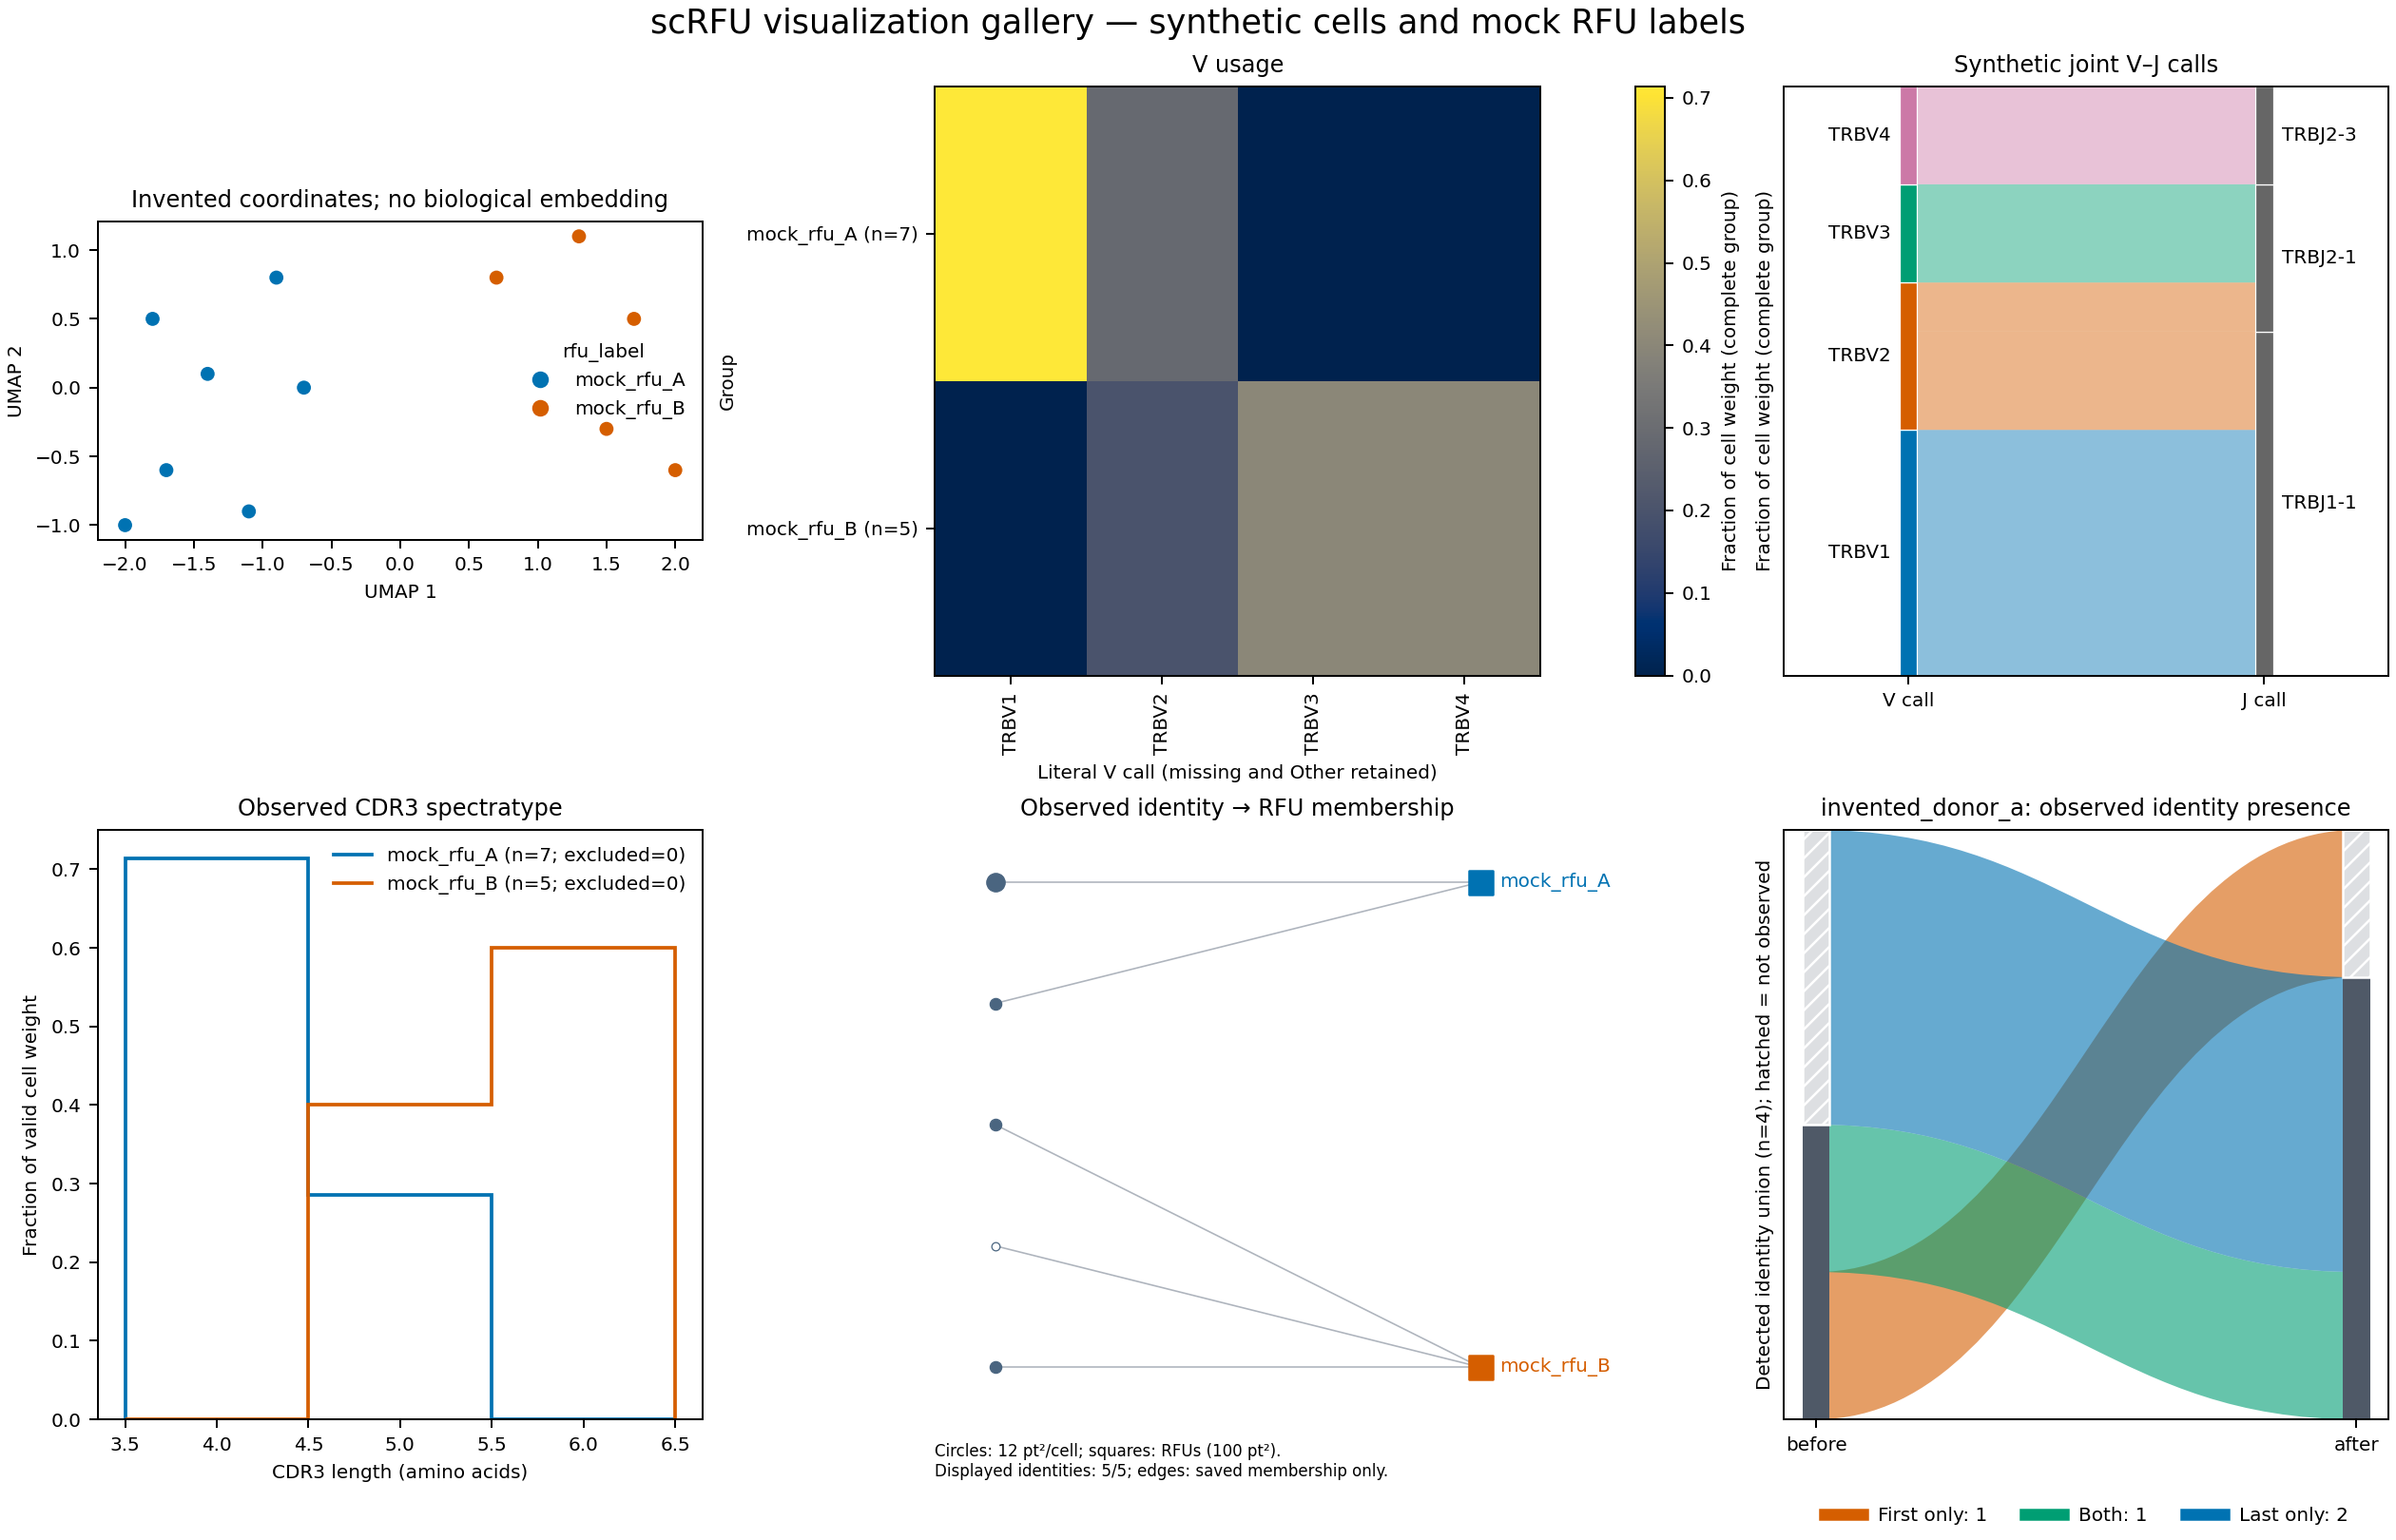 scRFU visualization gallery — synthetic cells and mock RFU labels
Invented coordinates; no biological embedding
UMAP 2
1.0
0.5
0.0
−0.5
−1.0
rfu_label
mock_rfu_A
mock_rfu_B
−2.0 −1.5 −1.0 −0.5 0.0 0.5 1.0 1.5 2.0
UMAP 1
V usage
Group
mock_rfu_A (n=7)
mock_rfu_B (n=5)
TRBV1 TRBV2 TRBV3 TRBV4
Literal V call (missing and Other retained)
0.7
0.6
0.5
0.4
0.3
0.2
0.1
0.0
Fraction of cell weight (complete group)
Synthetic joint V–J calls
Fraction of cell weight (complete group)
TRBV4
TRBV3
TRBV2
TRBV1
TRBJ2-3
TRBJ2-1
TRBJ1-1
V call J call
Observed CDR3 spectratype
Fraction of valid cell weight
0.7
0.6
0.5
0.4
0.3
0.2
0.1
0.0
mock_rfu_A (n=7; excluded=0)
mock_rfu_B (n=5; excluded=0)
3.5 4.0 4.5 5.0 5.5 6.0 6.5
CDR3 length (amino acids)
Observed identity → RFU membership
mock_rfu_A
mock_rfu_B
Circles: 12 pt²/cell; squares: RFUs (100 pt²).
Displayed identities: 5/5; edges: saved membership only.
invented_donor_a: observed identity presence
Detected identity union (n=4); hatched = not observed
before after
First only: 1 Both: 1 Last only: 2